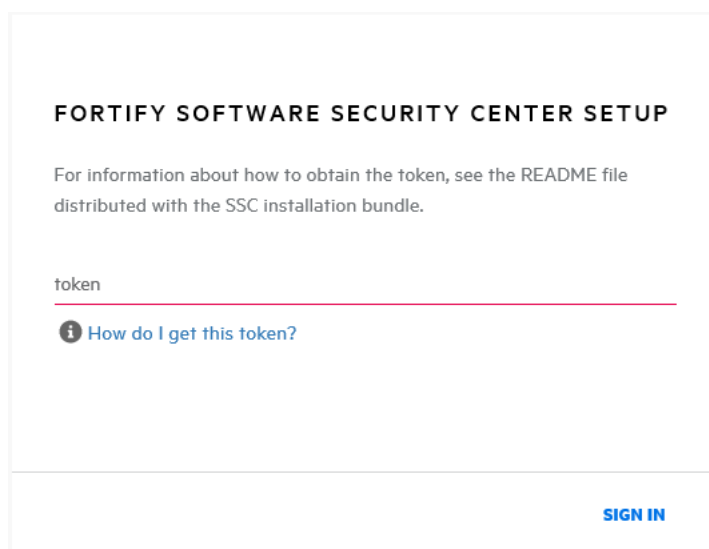 FORTIFY SOFTWARE SECURITY CENTER SETUP
For information about how to obtain the token, see the README file
distributed with the SSC installation bundle.
token
How do I get this token?
SIGN IN